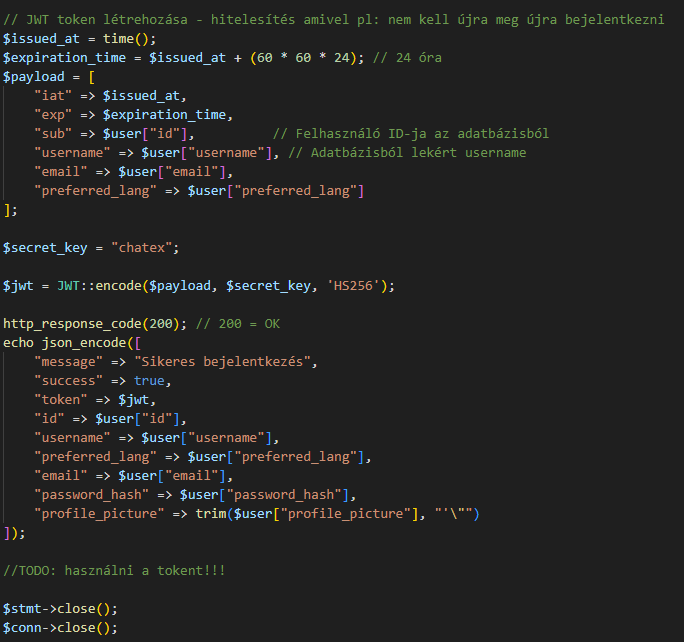 // JWT token létrehozása - hitelesítés amivel pl: nem kell újra meg újra bejelentkezni
$issued_at = time();
$expiration_time = $issued_at + (60 * 60 * 24); // 24 óra
$payload = [
    "iat" => $issued_at,
    "exp" => $expiration_time,
    "sub" => $user["id"],          // Felhasználó ID-ja az adatbázisból
    "username" => $user["username"], // Adatbázisból lekért username
    "email" => $user["email"],
    "preferred_lang" => $user["preferred_lang"]
];

$secret_key = "chatex";

$jwt = JWT::encode($payload, $secret_key, 'HS256');

http_response_code(200); // 200 = OK
echo json_encode([
    "message" => "Sikeres bejelentkezés",
    "success" => true,
    "token" => $jwt,
    "id" => $user["id"],
    "username" => $user["username"],
    "preferred_lang" => $user["preferred_lang"],
    "email" => $user["email"],
    "password_hash" => $user["password_hash"],
    "profile_picture" => trim($user["profile_picture"], "'\"")
]);

//TODO: használni a tokent!!!

$stmt->close();
$conn->close();